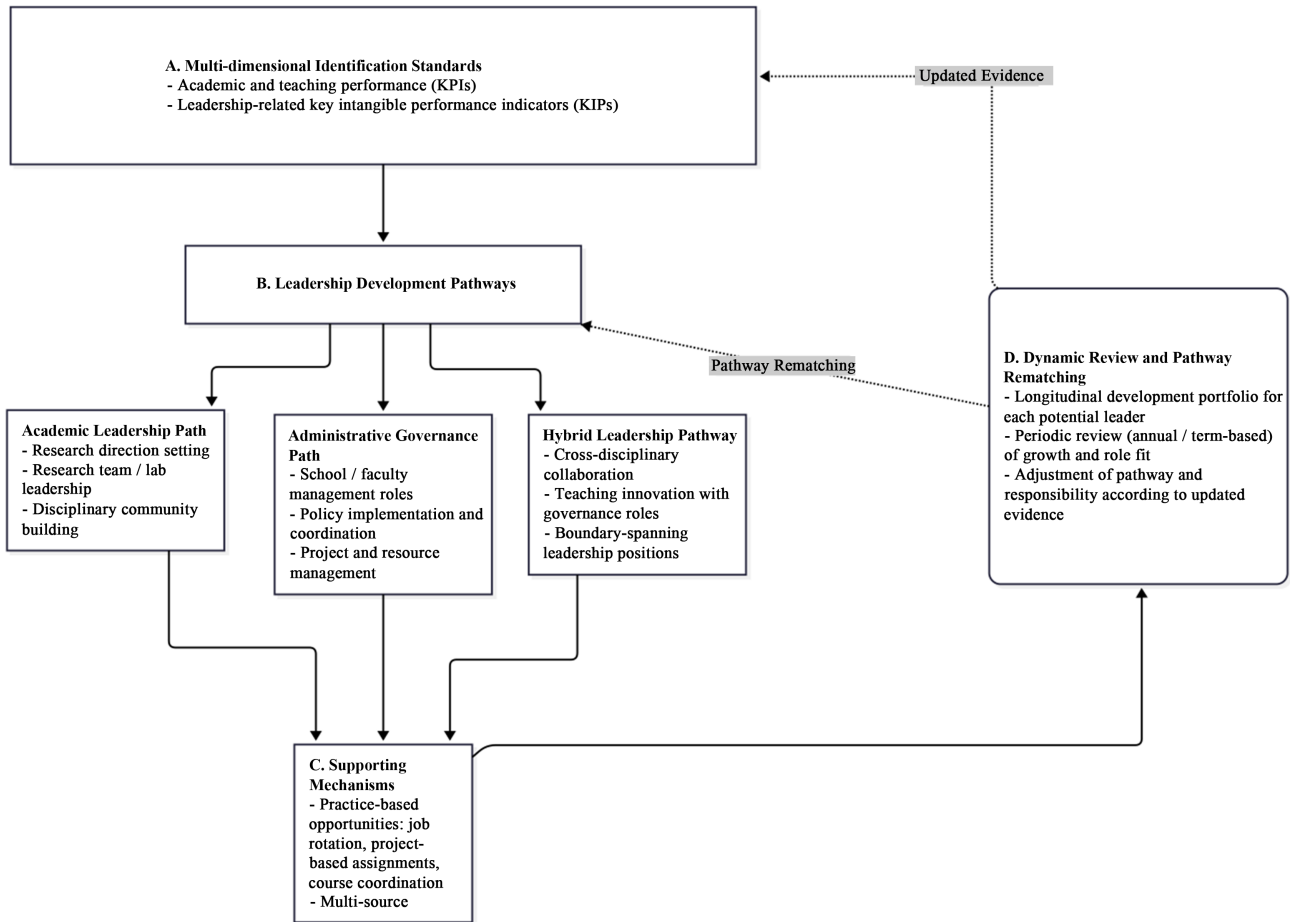 A. Multi-dimensional Identification Standards
- Academic and teaching performance (KPIs)
- Leadership-related key intangible performance indicators (KIPs)
Updated Evidence
B. Leadership Development Pathways
Pathway Rematching
D. Dynamic Review and Pathway
Rematching
- Longitudinal development portfolio for
each potential leader
- Periodic review (annual / term-based)
of growth and role fit
- Adjustment of pathway and
responsibility according to updated
evidence
Academic Leadership Path
- Research direction setting
- Research team / lab
leadership
- Disciplinary community
building
Administrative Governance
Path
- School / faculty
management roles
- Policy implementation and
coordination
- Project and resource
management
Hybrid Leadership Pathway
- Cross-disciplinary
collaboration
- Teaching innovation with
governance roles
- Boundary-spanning
leadership positions
C. Supporting
Mechanisms
- Practice-based
opportunities: job
rotation, project-
based assignments,
course coordination
- Multi-source